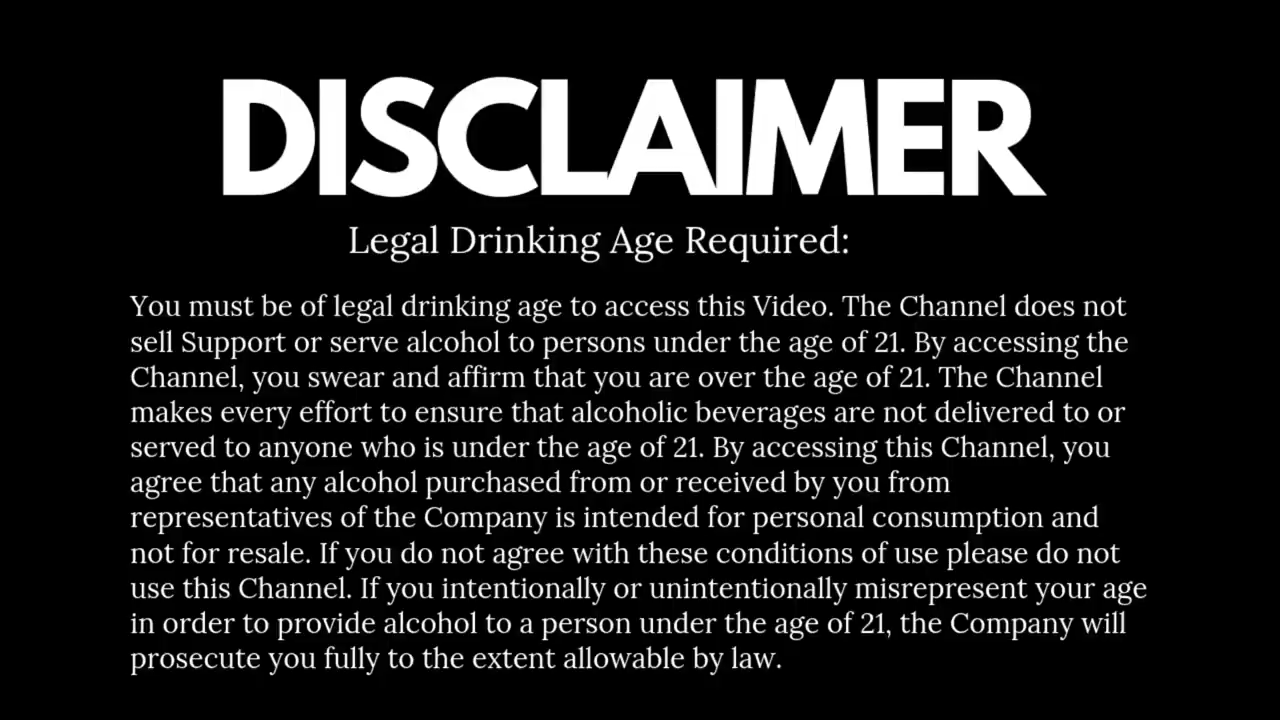 DISCLAIMER
Legal Drinking Age Required:
You must be of legal drinking age to access this Video. The Channel does not
sell Support or serve alcohol to persons under the age of 21. By accessing the
Channel, you swear and affirm that you are over the age of 21. The Channel
makes every effort to ensure that alcoholic beverages are not delivered to or
served to anyone who is under the age of 21. By accessing this Channel, you
agree that any alcohol purchased from or received by you from
representatives of the Company is intended for personal consumption and
not for resale. If you do not agree with these conditions of use please do not
use this Channel. If you intentionally or unintentionally misrepresent your age
in order to provide alcohol to a person under the age of 21, the Company will
prosecute you fully to the extent allowable by law.